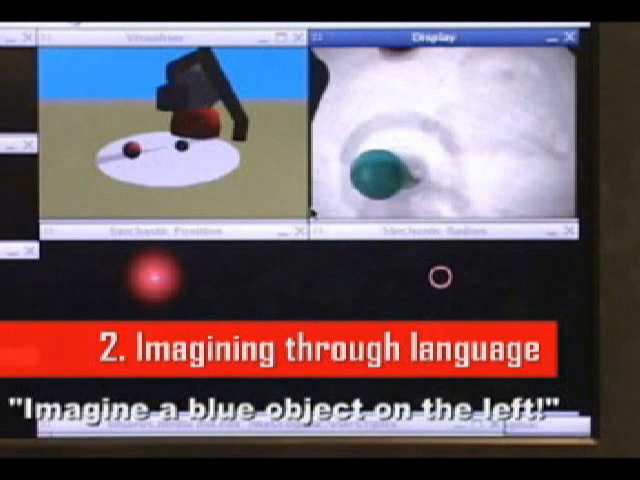 Visualizer
Display
Stochastic Position
Stochastic Radius
2. Imagining through language
"Imagine a blue object on the left!"